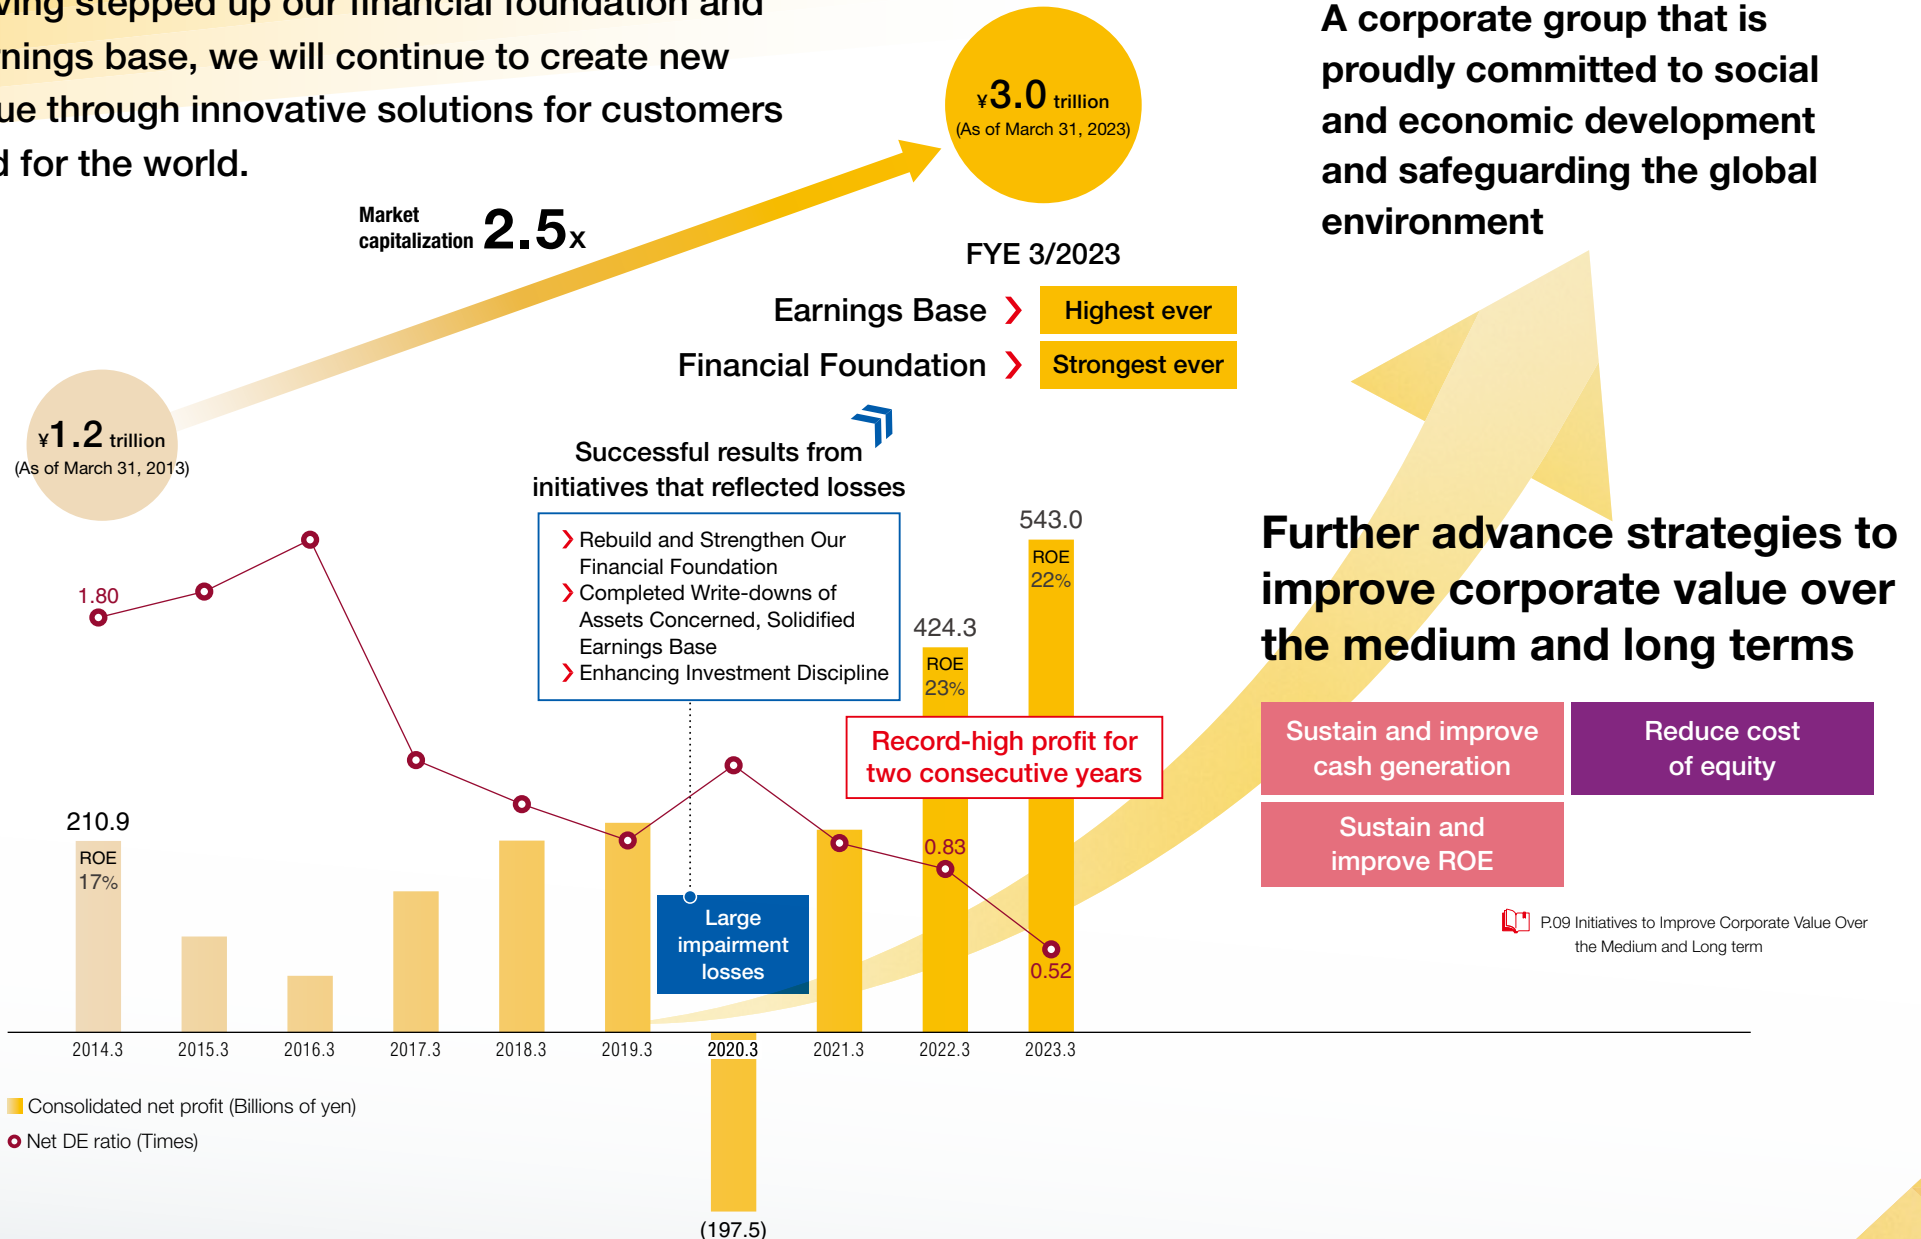 stepped up our financial foundation and
base, we will continue to create new
through innovative solutions for customers
for the world.
¥3.0 trillion
(As of March 31, 2023)
Market
capitalization 2.5x
¥1.2 trillion
(As of March 31, 2013)
FYE 3/2023
Earnings Base Highest ever
Financial Foundation Strongest ever
Successful results from
initiatives that reflected losses
Rebuild and Strengthen Our
Financial Foundation
Completed Write-downs of
Assets Concerned, Solidified
Earnings Base
Enhancing Investment Discipline
Record-high profit for
two consecutive years
Large
impairment
losses
1.80
0.83
0.52
210.9
ROE
17%
424.3
ROE
23%
543.0
ROE
22%
(197.5)
2014.3 2015.3 2016.3 2017.3 2018.3 2019.3 2020.3 2021.3 2022.3 2023.3
Consolidated net profit (Billions of yen)
Net DE ratio (Times)
A corporate group that is
proudly committed to social
and economic development
and safeguarding the global
environment
Further advance strategies to
improve corporate value over
the medium and long terms
Sustain and improve
cash generation
Reduce cost
of equity
Sustain and
improve ROE
P.09 Initiatives to Improve Corporate Value Over
the Medium and Long term